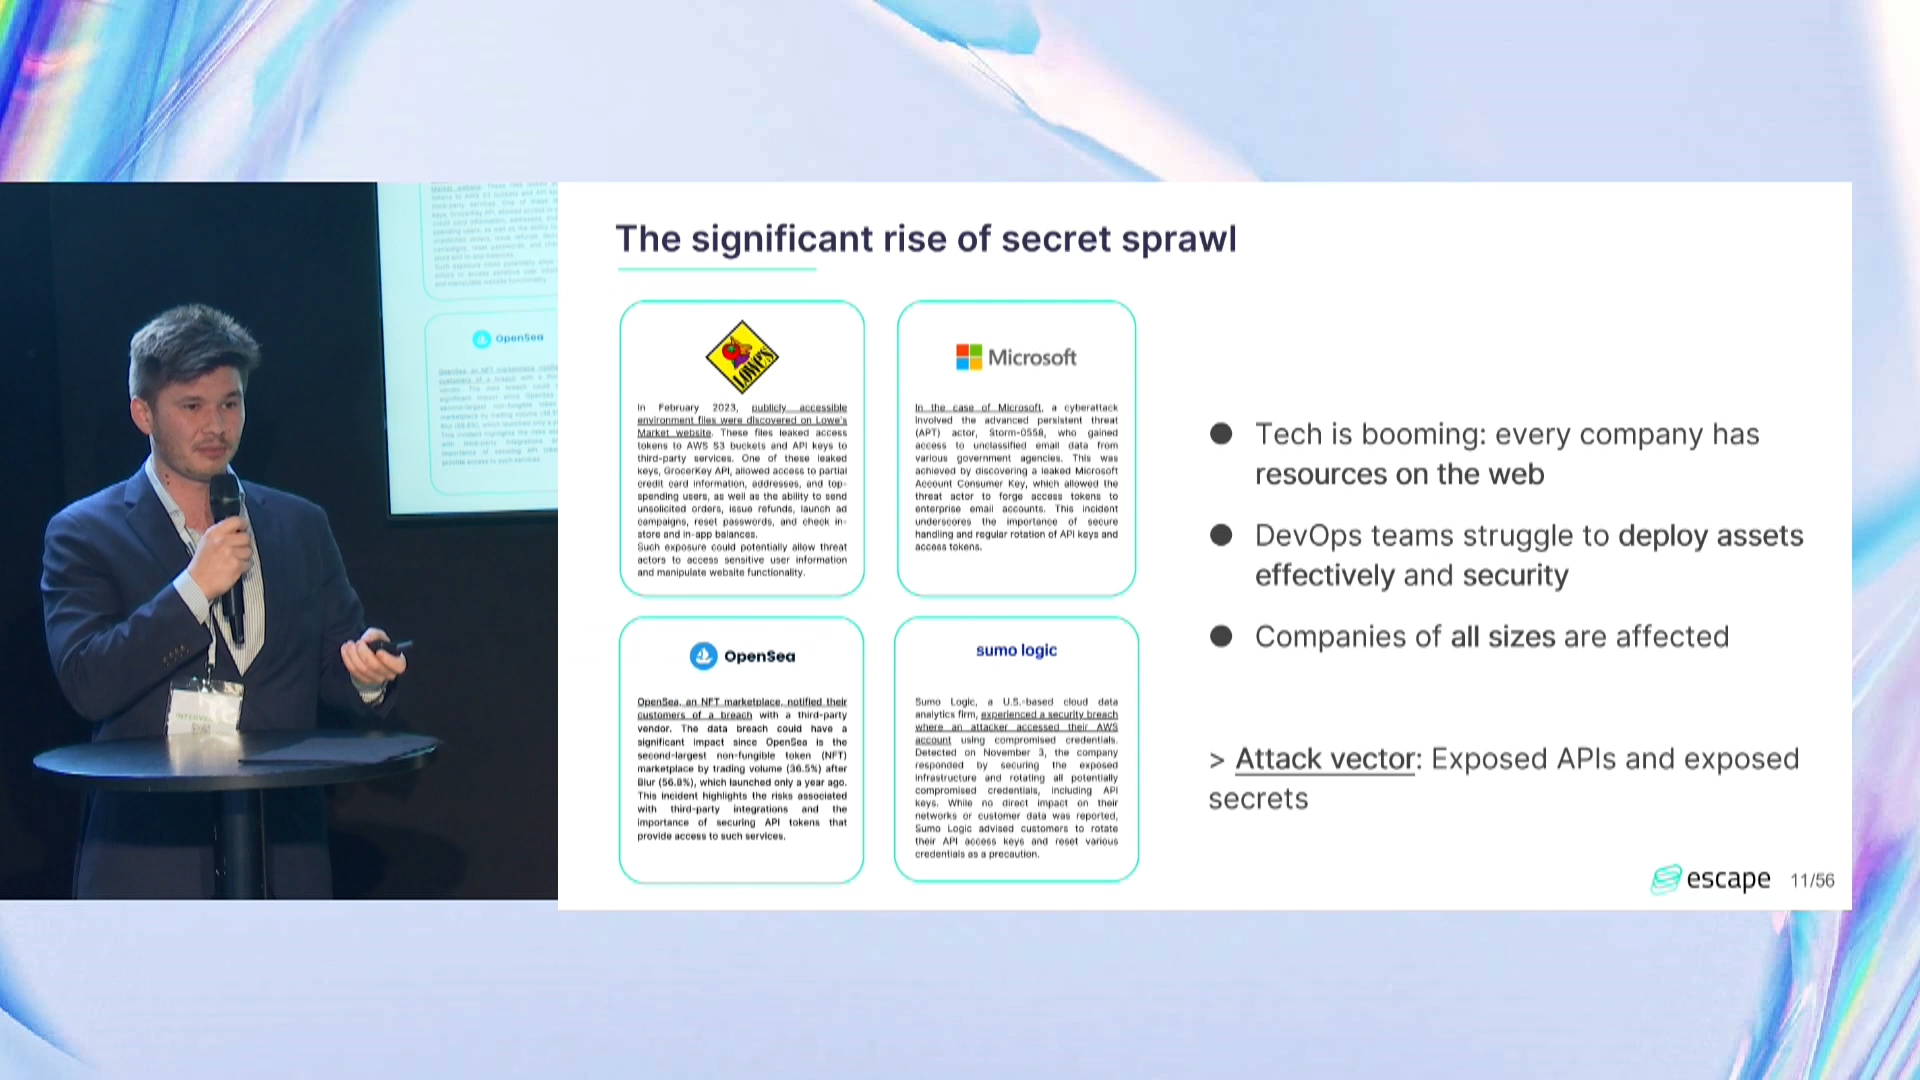 The significant rise of secret sprawl
LOWE'S
In February 2023, publicly accessible
environment files were discovered on Lowe's
Market website. These files leaked access
tokens to AWS S3 buckets and API keys to
third-party services. One of these leaked
keys, GrocerKey API, allowed access to partial
credit card information, addresses, and top-
spending users, as well as the ability to send
unsolicited orders, issue refunds, launch ad
campaigns, reset passwords, and check in-
store and in-app balances.
Such exposure could potentially allow threat
actors to access sensitive user information
and manipulate website functionality.
Microsoft
In the case of Microsoft, a cyberattack
involved the advanced persistent threat
(APT) actor, Storm-0558, who gained
access to unclassified email data from
various government agencies. This was
achieved by discovering a leaked Microsoft
Account Consumer Key, which allowed the
threat actor to forge access tokens to
enterprise email accounts. This incident
underscores the importance of secure
handling and regular rotation of API keys and
access tokens.
OpenSea
OpenSea, an NFT marketplace, notified their
customers of a breach with a third-party
vendor. The data breach could have a
significant impact since OpenSea is the
second-largest non-fungible token (NFT)
marketplace by trading volume (36.5%) after
Blur (56.8%), which launched only a year ago.
This incident highlights the risks associated
with third-party integrations and the
importance of securing API tokens that
provide access to such services.
sumo logic
Sumo Logic, a U.S.-based cloud data
analytics firm, experienced a security breach
where an attacker accessed their AWS
account using compromised credentials.
Detected on November 3, the company
responded by securing the exposed
infrastructure and rotating all potentially
compromised credentials, including API
keys. While no direct impact on their
networks or customer data was reported,
Sumo Logic advised customers to rotate
their API access keys and reset various
credentials as a precaution.
● Tech is booming: every company has
resources on the web
● DevOps teams struggle to deploy assets
effectively and security
● Companies of all sizes are affected
> Attack vector: Exposed APIs and exposed
secrets
escape 11/56
OpenSea